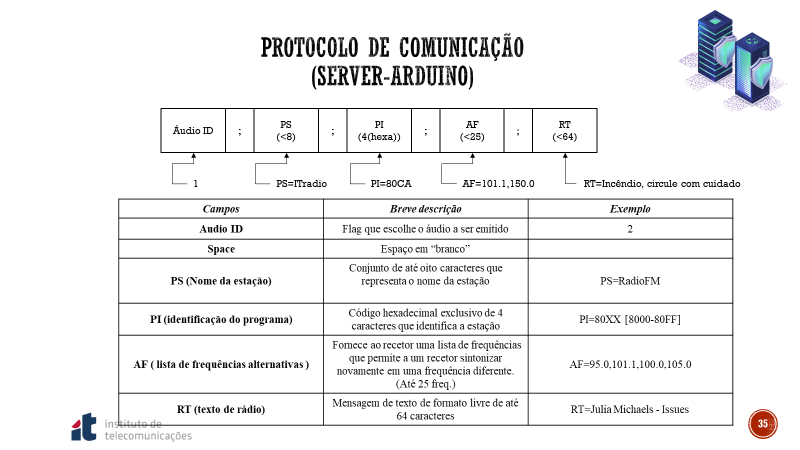 PROTOCOLO DE COMUNICAÇÃO
(SERVER-ARDUINO)
Áudio ID ; PS (<8) ; PI (4(hexa)) ; AF (<25) ; RT (<64)
1 PS=ITradio PI=80CA AF=101.1,150.0 RT=Incêndio, circule com cuidado
Campos Breve descrição Exemplo
Audio ID Flag que escolhe o áudio a ser emitido 2
Space Espaço em “branco”
PS (Nome da estação) Conjunto de até oito caracteres que
representa o nome da estação PS=RadioFM
PI (identificação do programa) Código hexadecimal exclusivo de 4
caracteres que identifica a estação PI=80XX [8000-80FF]
AF ( lista de frequências alternativas ) Fornece ao recetor uma lista de frequências
que permite a um recetor sintonizar
novamente em uma frequência diferente.
(Até 25 freq.) AF=95.0,101.1,100.0,105.0
RT (texto de rádio) Mensagem de texto de formato livre de até
64 caracteres RT=Julia Michaels - Issues
it instituto de
telecomunicações
35